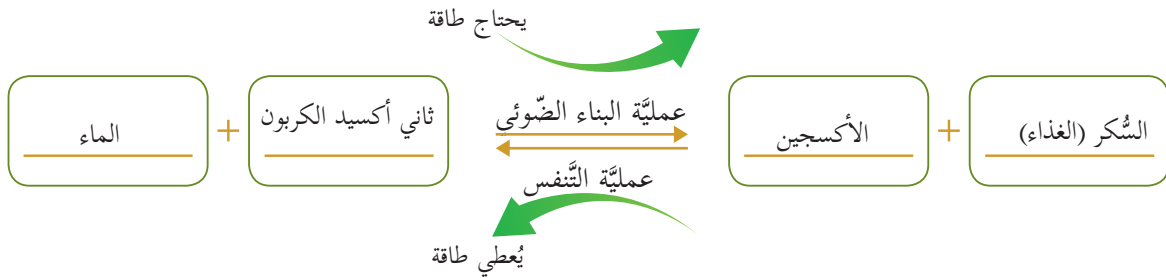 يحتاج طاقة
السُّكر (الغذاء) + الأكسجين عمليَّة البناء الضّوئي ثاني أكسيد الكربون + الماء
عمليَّة التَّنفس
يُعطي طاقة